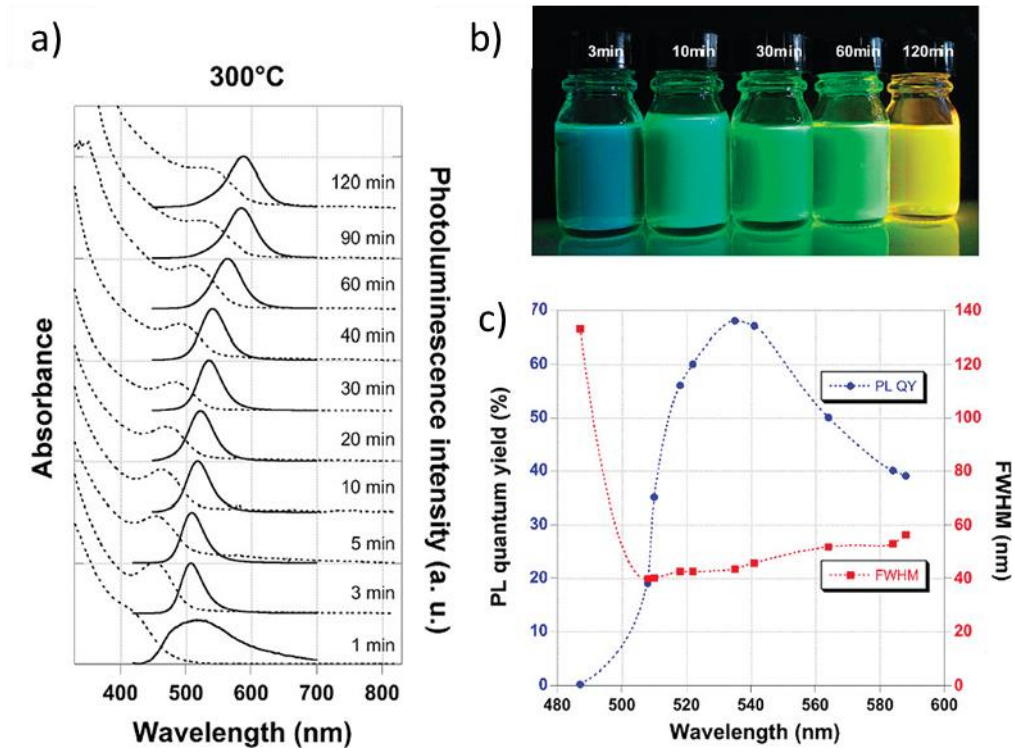 a)
300°C
120 min
90 min
60 min
40 min
30 min
20 min
10 min
5 min
3 min
1 min
Absorbance
Photoluminescence intensity (a. u.)
400 500 600 700 800
Wavelength (nm)
b)
3min 10min 30min 60min 120min
c)
70
60
50
40
30
20
10
0
PL quantum yield (%)
PL QY
FWHM
140
120
100
80
60
40
20
0
FWHM (nm)
480 500 520 540 560 580 600
Wavelength (nm)